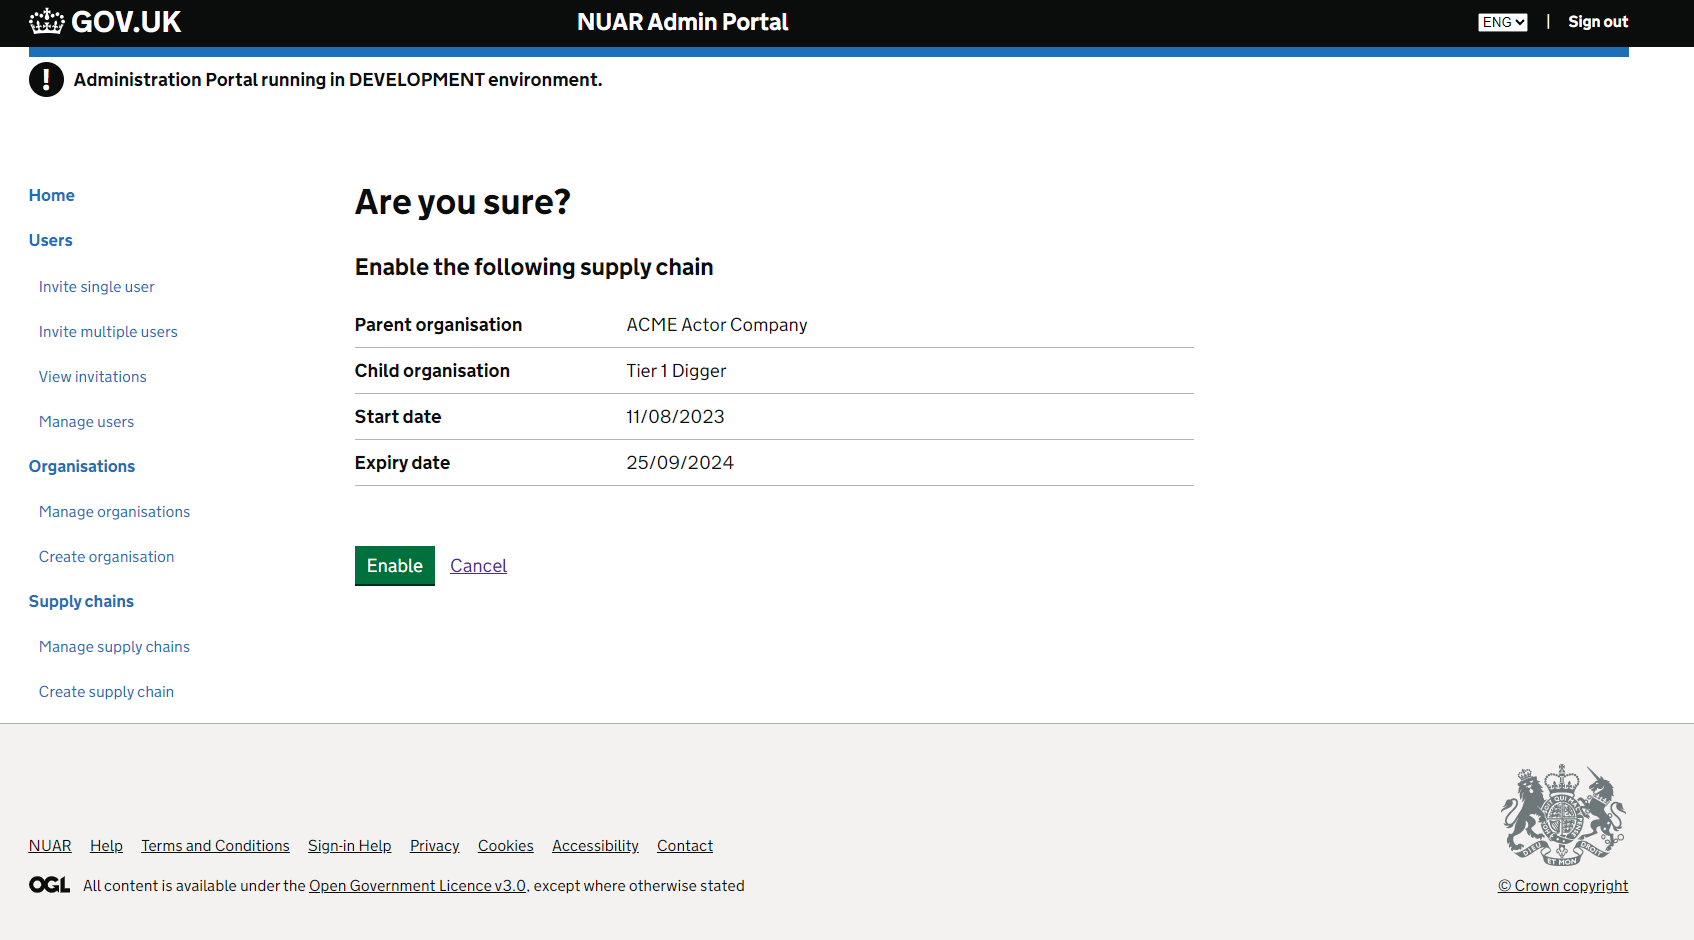 GOV.UK
NUAR Admin Portal
ENG
|
Sign out
!
Administration Portal running in DEVELOPMENT environment.
Home
Users
Invite single user
Invite multiple users
View invitations
Manage users
Organisations
Manage organisations
Create organisation
Supply chains
Manage supply chains
Create supply chain
Are you sure?
Enable the following supply chain
Parent organisation ACME Actor Company
Child organisation Tier 1 Digger
Start date 11/08/2023
Expiry date 25/09/2024
Enable Cancel
NUAR Help Terms and Conditions Sign-in Help Privacy Cookies Accessibility Contact
OGL All content is available under the Open Government Licence v3.0, except where otherwise stated
DIEU ET MON DROIT
© Crown copyright